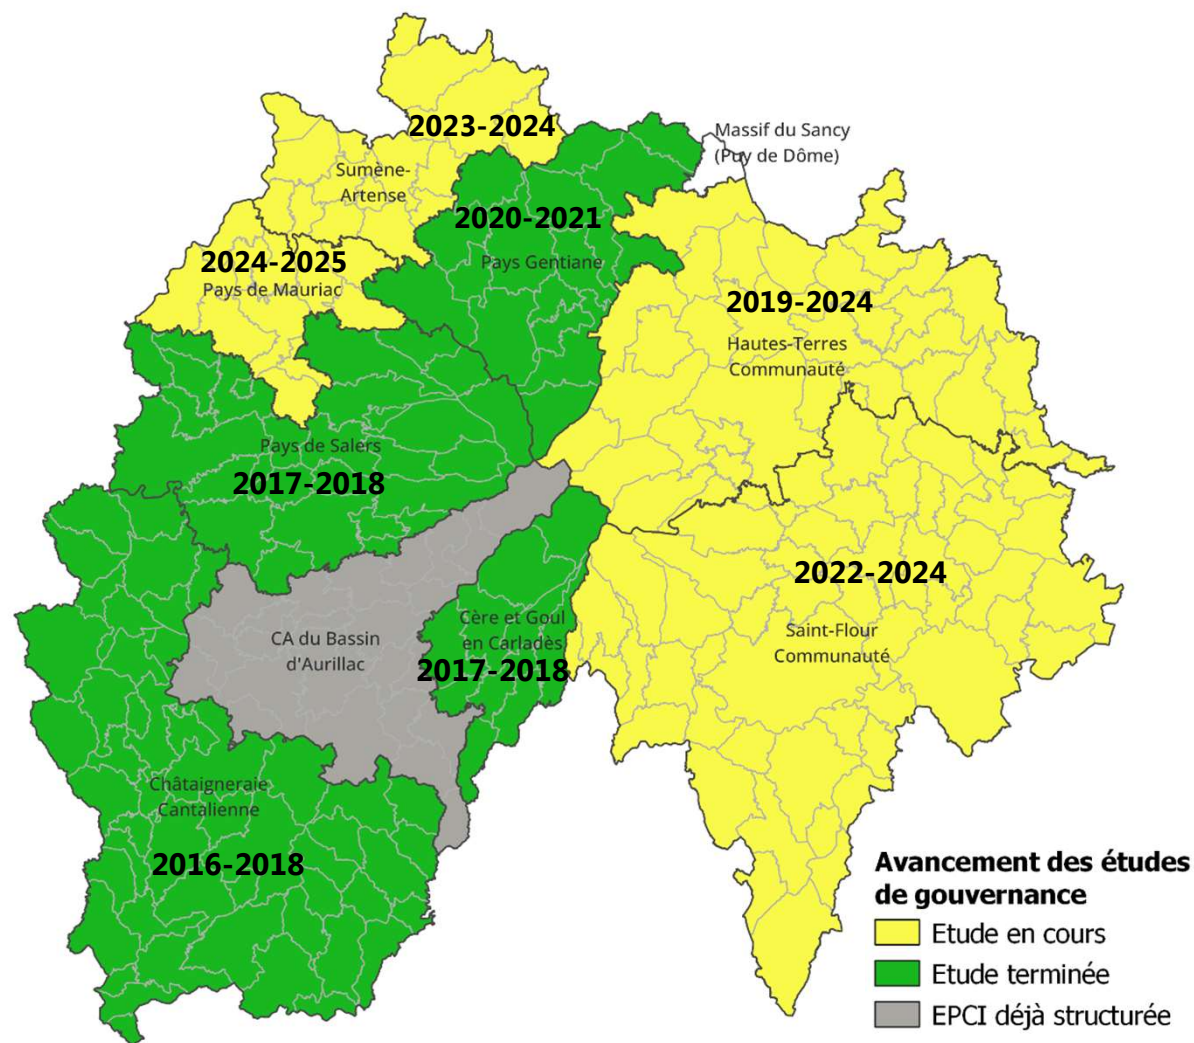 2023-2024
Massif du Sancy
(Puy de Dôme)
Sumène-
Artense
2020-2021
Pays Gentiane
2024-2025
Pays de Mauriac
2019-2024
Hautes-Terres
Communauté
Pays de Salers
2017-2018
2022-2024
Saint-Flour
Communauté
CA du Bassin
d'Aurillac
Cère et Goul
en Carladès
2017-2018
Châtaigneraie
Cantalienne
2016-2018
Avancement des études
de gouvernance
Etude en cours
Etude terminée
EPCI déjà structurée